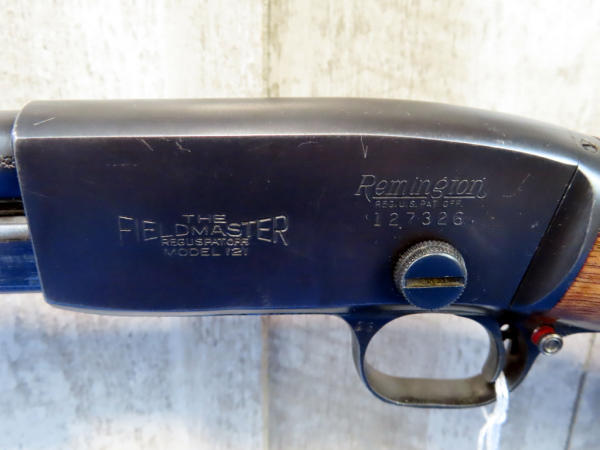 THE
FIELDMASTER
REG.U.S.PAT.OFF.
MODEL 121
Remington
REG. U.S. PAT. OFF.
127326